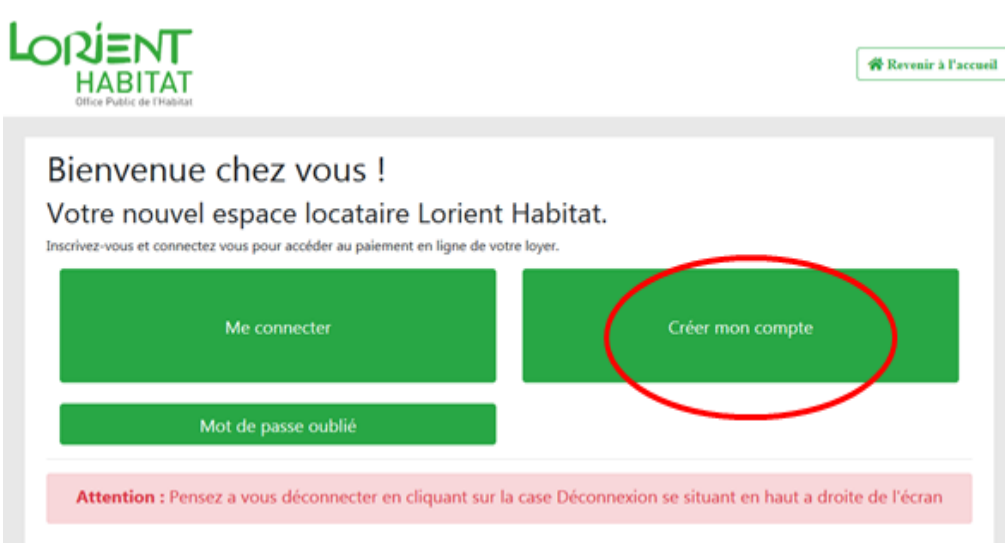 LORIENT
HABITAT
Office Public de l'Habitat
Revenir à l'accueil
Bienvenue chez vous !
Votre nouvel espace locataire Lorient Habitat.
Inscrivez-vous et connectez vous pour accéder au paiement en ligne de votre loyer.
Me connecter
Créer mon compte
Mot de passe oublié
Attention : Pensez a vous déconnecter en cliquant sur la case Déconnexion se situant en haut a droite de l'écran